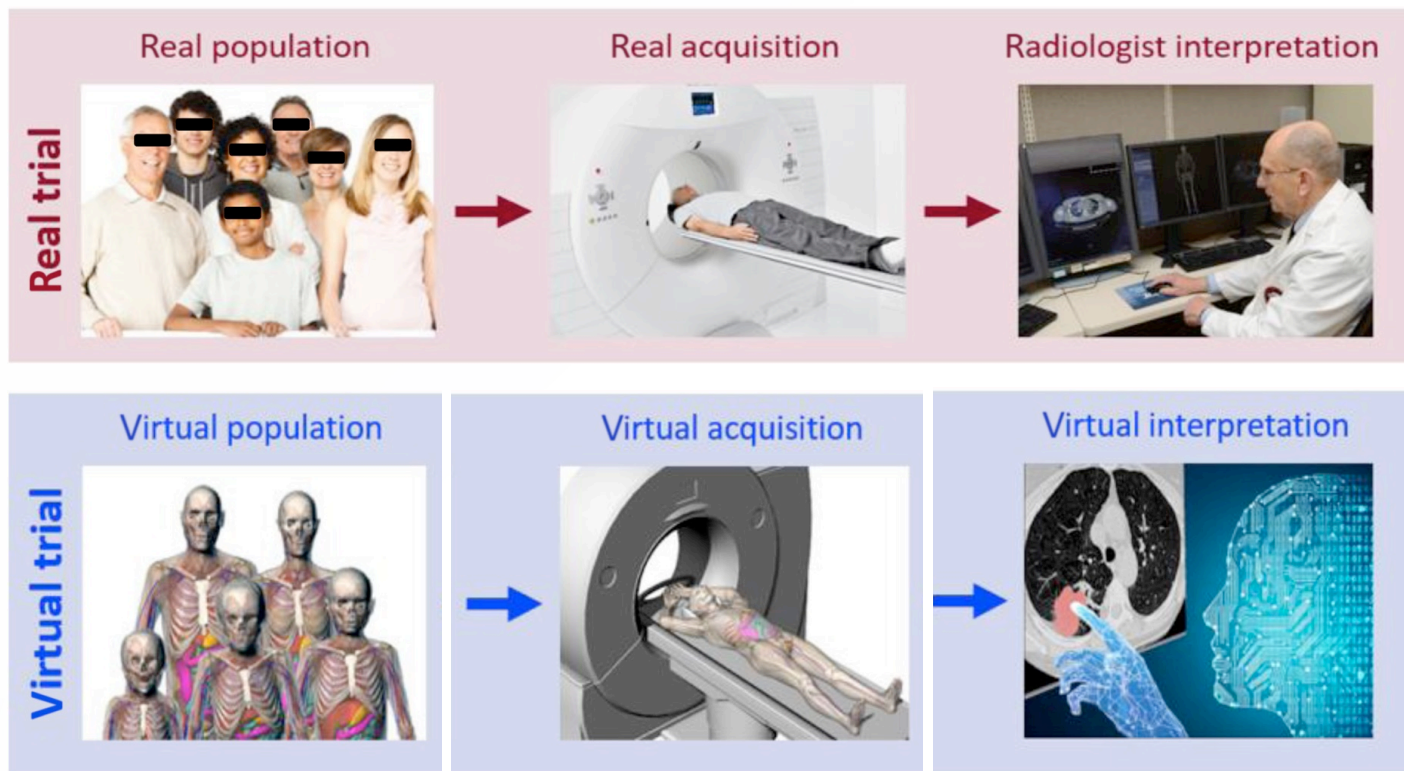 Real trial
Real population
Real acquisition
Radiologist interpretation
Virtual trial
Virtual population
Virtual acquisition
Virtual interpretation